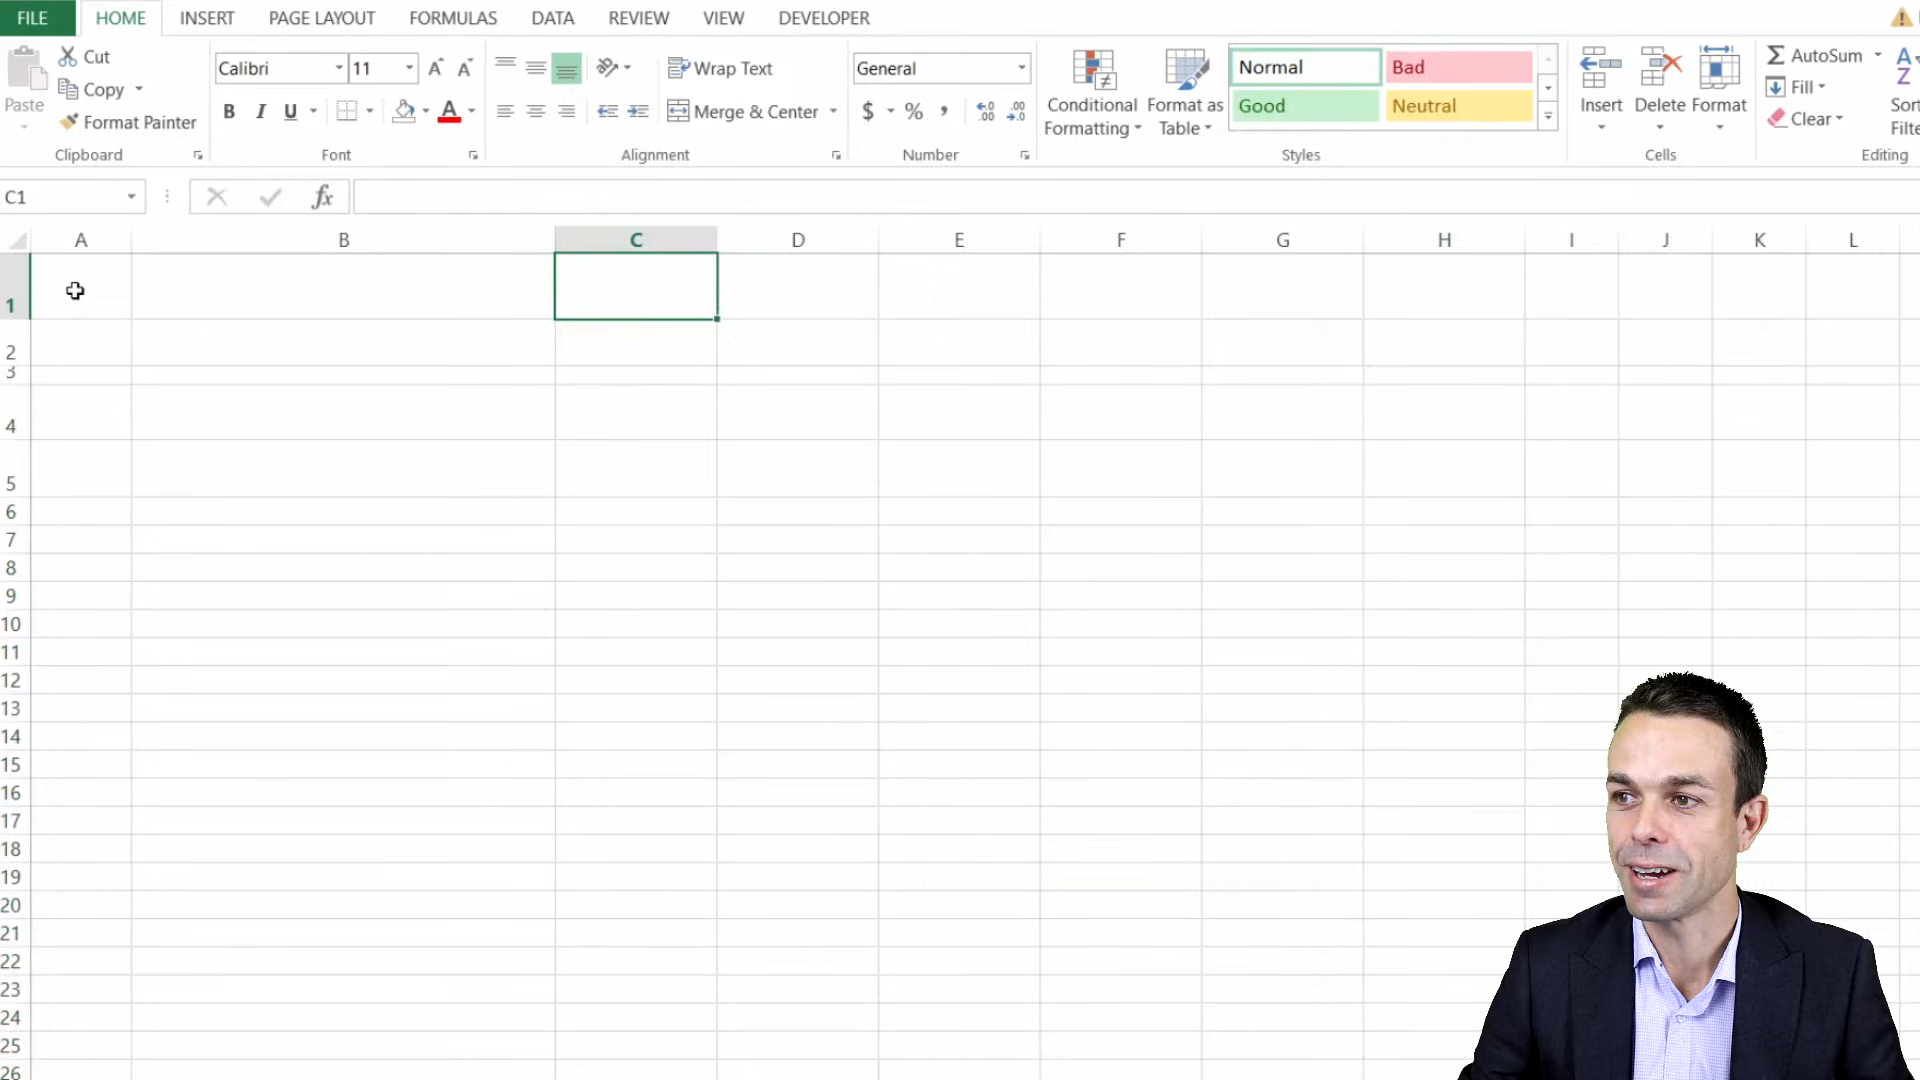 FILE HOME INSERT PAGE LAYOUT FORMULAS DATA REVIEW VIEW DEVELOPER
Paste
Cut
Copy
Format Painter
Clipboard
Calibri 11
B I U A
Font
Wrap Text
Merge & Center
Alignment
General
$ % ,
Number
Conditional
Formatting
Format as
Table
Normal Bad
Good Neutral
Styles
Insert Delete Format
Cells
AutoSum
Fill
Clear
Sort
Filte
Editing
C1 fx
A B C D E F G H I J K L
1
2
3
4
5
6
7
8
9
10
11
12
13
14
15
16
17
18
19
20
21
22
23
24
25
26